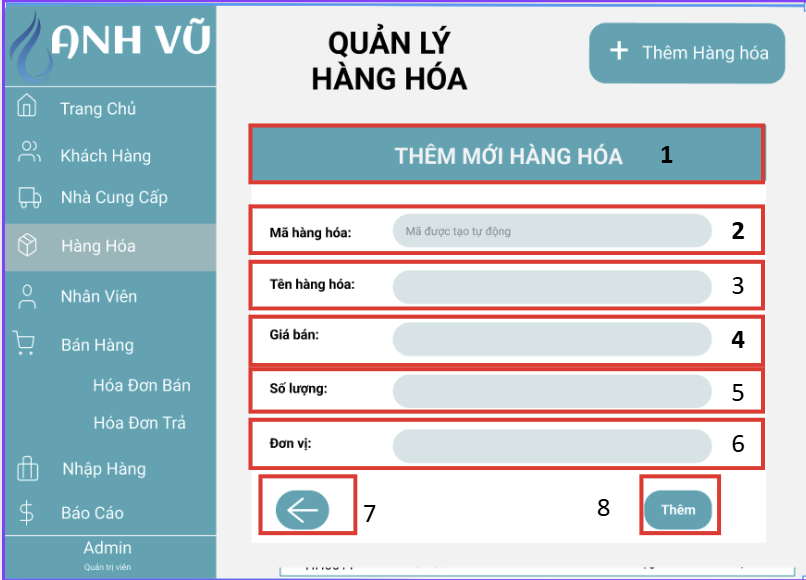 ANH VŨ
Trang Chủ
Khách Hàng
Nhà Cung Cấp
Hàng Hóa
Nhân Viên
Bán Hàng
Hóa Đơn Bán
Hóa Đơn Trả
Nhập Hàng
Báo Cáo
Admin
Quản trị viên
QUẢN LÝ
HÀNG HÓA
+ Thêm Hàng hóa
THÊM MỚI HÀNG HÓA 1
Mã hàng hóa: Mã được tạo tự động 2
Tên hàng hóa: 3
Giá bán: 4
Số lượng: 5
Đơn vị: 6
7
8 Thêm